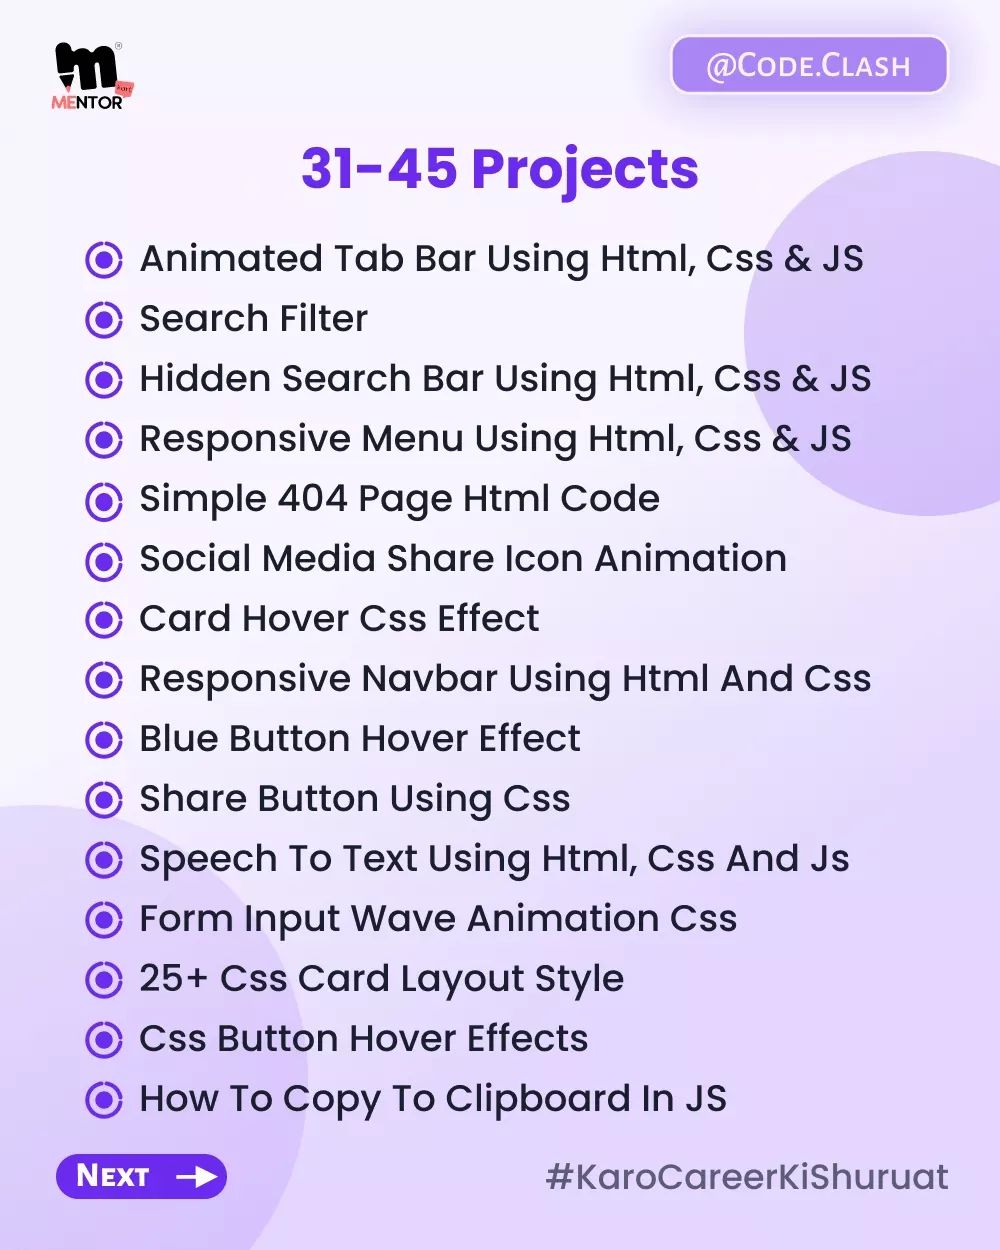 m®
Fort
MENTOR
@Code.Clash
31-45 Projects
Animated Tab Bar Using Html, Css & JS
Search Filter
Hidden Search Bar Using Html, Css & JS
Responsive Menu Using Html, Css & JS
Simple 404 Page Html Code
Social Media Share Icon Animation
Card Hover Css Effect
Responsive Navbar Using Html And Css
Blue Button Hover Effect
Share Button Using Css
Speech To Text Using Html, Css And Js
Form Input Wave Animation Css
25+ Css Card Layout Style
Css Button Hover Effects
How To Copy To Clipboard In JS
Next
#KaroCareerKiShuruat